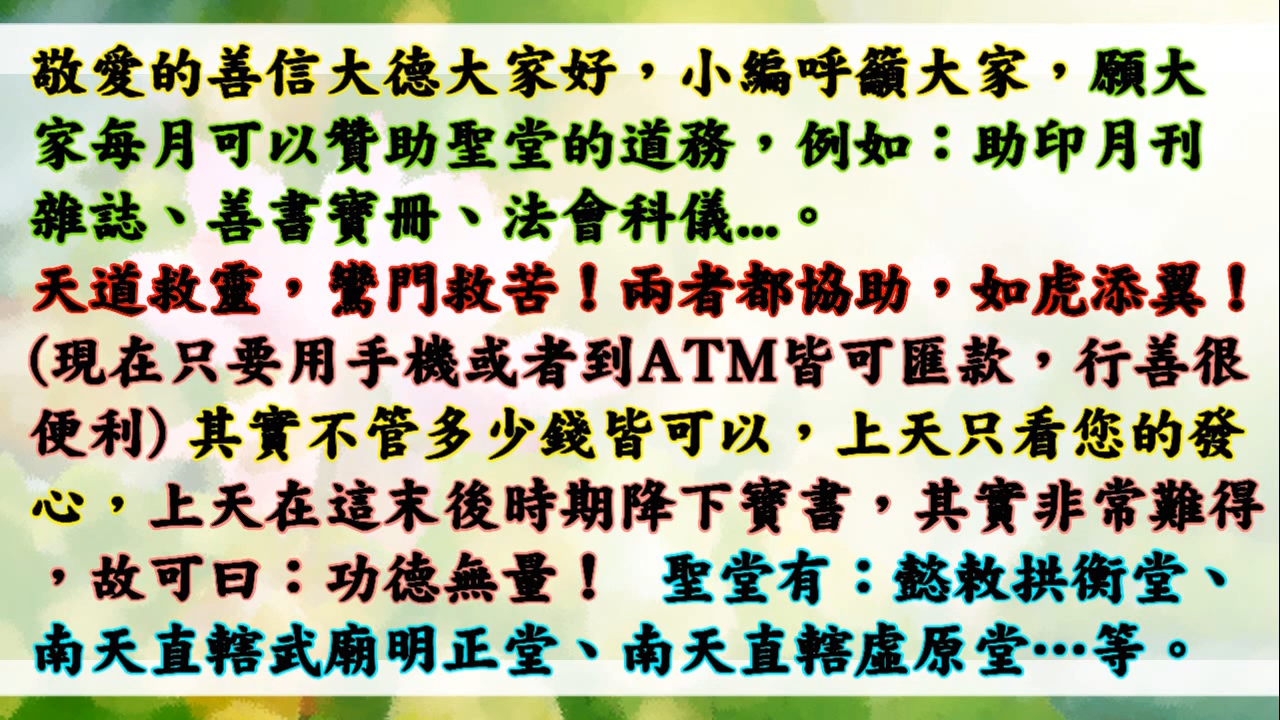 敬愛的善信大德大家好，小編呼籲大家，願大
家每月可以贊助聖堂的道務，例如：助印月刊
雜誌、善書寶冊、法會科儀...。
天道救靈，鸞門救苦！兩者都協助，如虎添翼！
(現在只要用手機或者到ATM皆可匯款，行善很
便利) 其實不管多少錢皆可以，上天只看您的發
心，上天在這末後時期降下寶書，其實非常難得
，故可曰：功德無量！ 聖堂有：懿敕拱衡堂、
南天直轄武廟明正堂、南天直轄虛原堂…等。